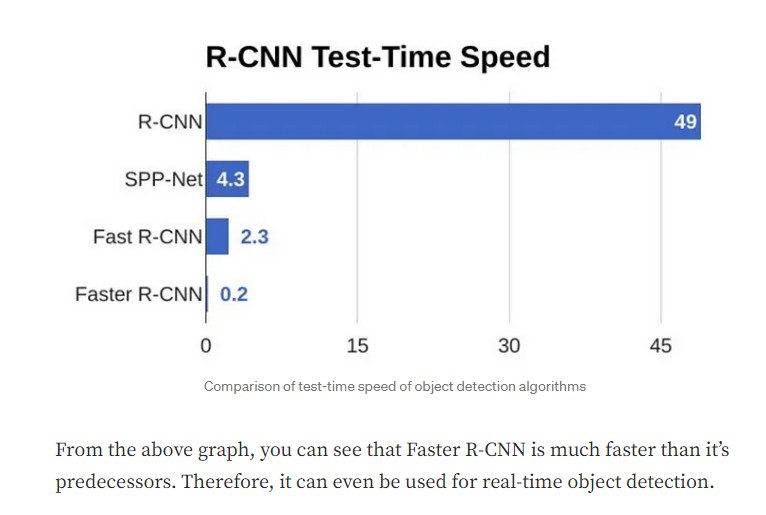 R-CNN Test-Time Speed
R-CNN 49
SPP-Net 4.3
Fast R-CNN 2.3
Faster R-CNN 0.2
0 15 30 45
Comparison of test-time speed of object detection algorithms
From the above graph, you can see that Faster R-CNN is much faster than it’s
predecessors. Therefore, it can even be used for real-time object detection.